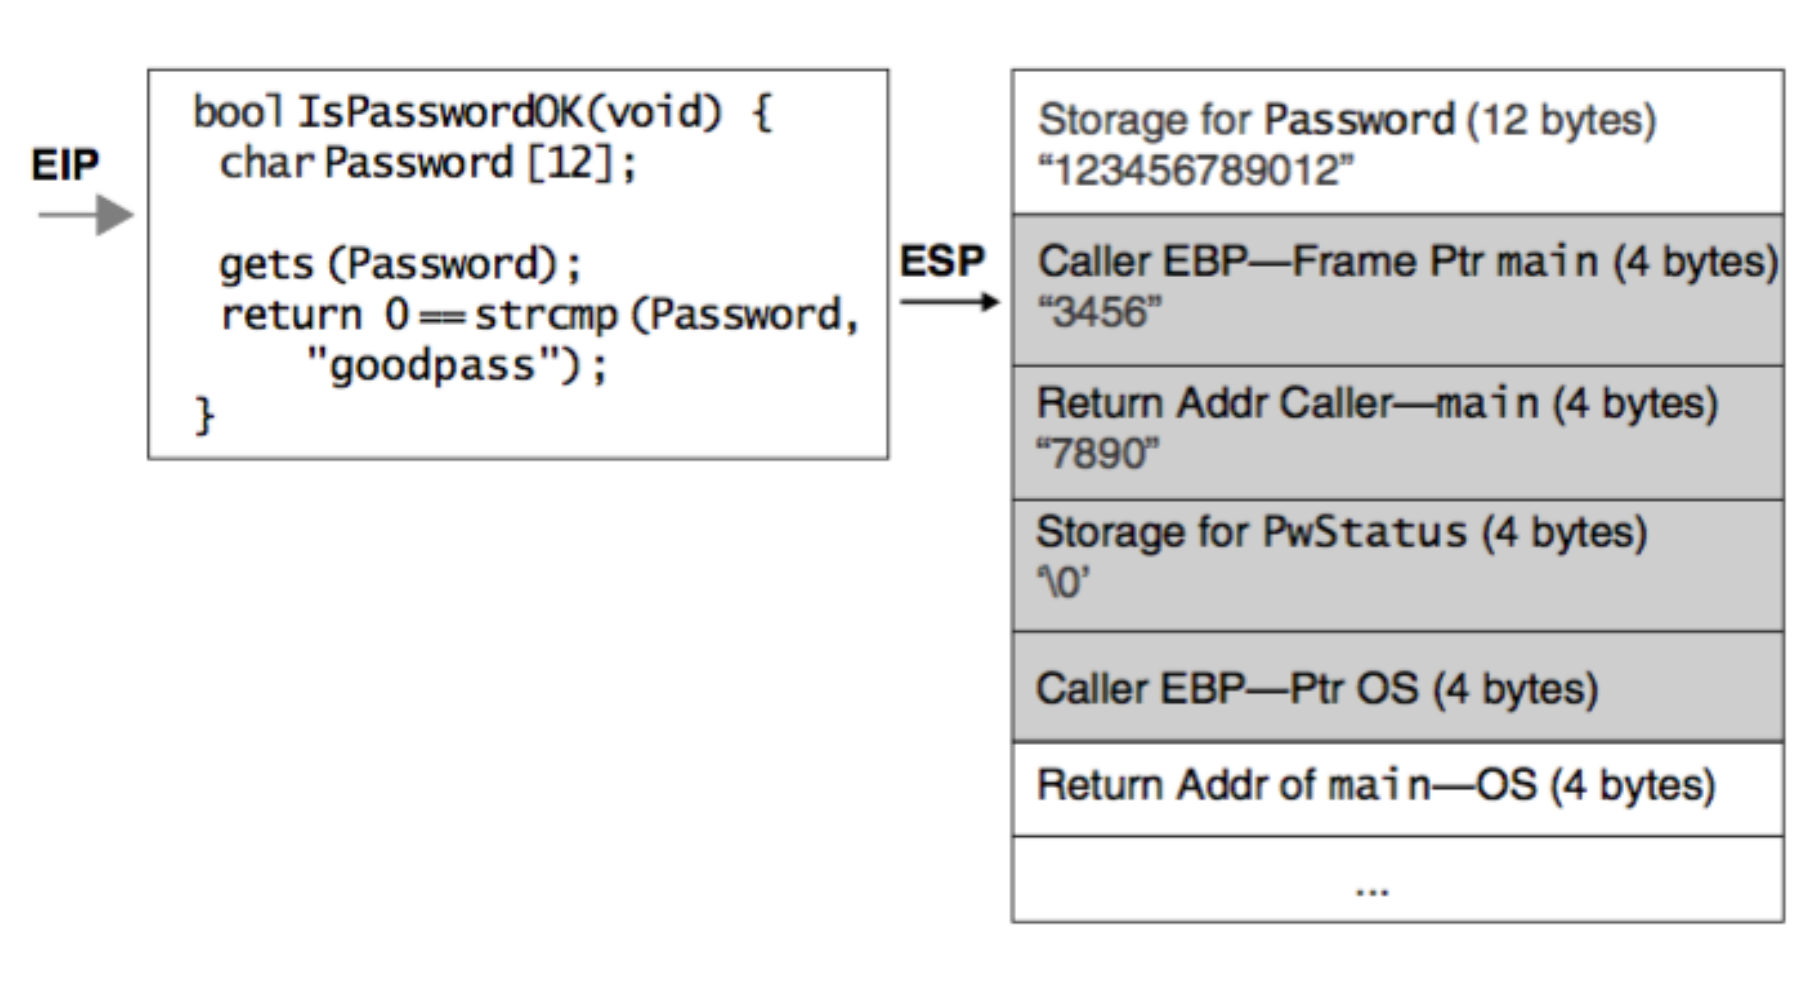 EIP
bool IsPasswordOK(void) {
char Password [12];
gets (Password);
return 0 == strcmp (Password,
"goodpass");
}
ESP
Storage for Password (12 bytes)
“123456789012”
Caller EBP—Frame Ptr main (4 bytes)
“3456”
Return Addr Caller—main (4 bytes)
“7890”
Storage for PwStatus (4 bytes)
‘\0’
Caller EBP—Ptr OS (4 bytes)
Return Addr of main—OS (4 bytes)
...